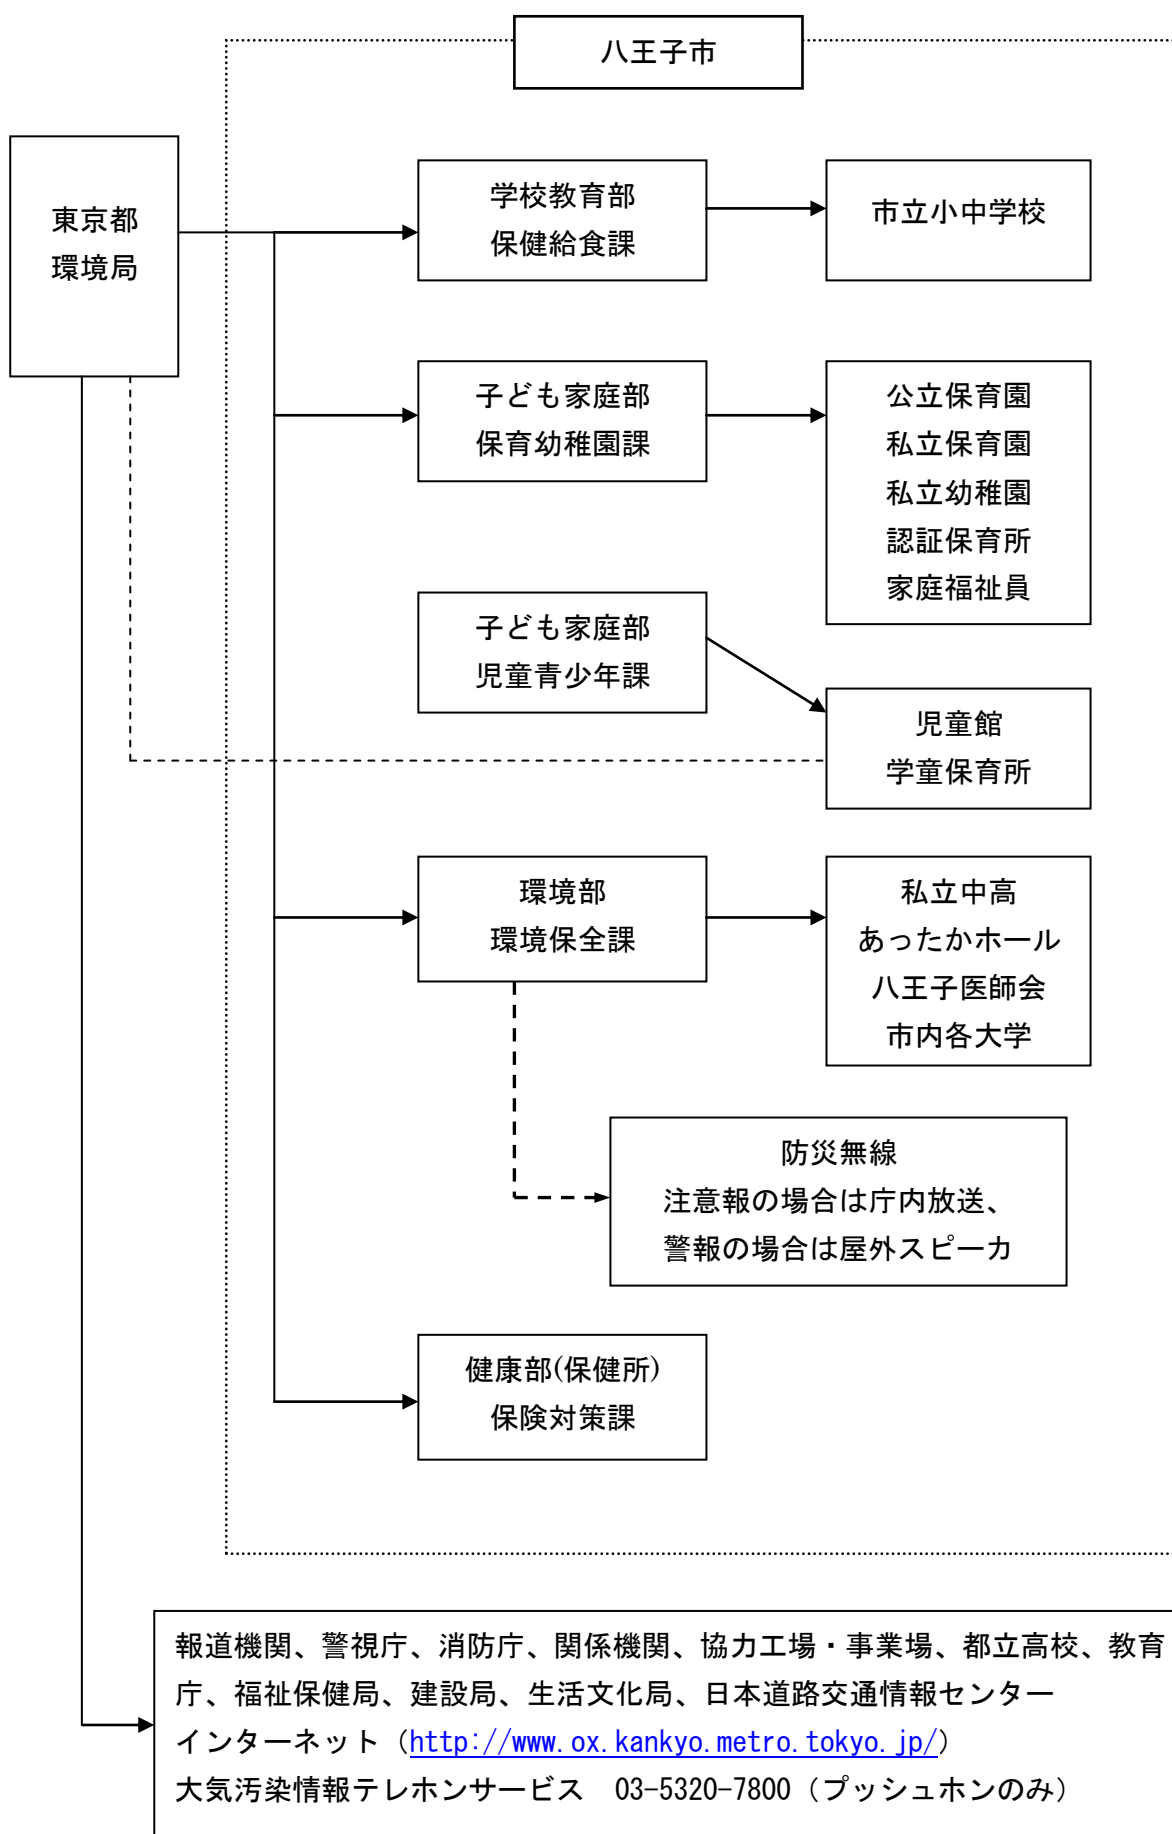 八王子市
東京都
環境局
学校教育部
保健給食課
市立小中学校
子ども家庭部
保育幼稚園課
公立保育園
私立保育園
私立幼稚園
認証保育所
家庭福祉員
子ども家庭部
児童青少年課
児童館
学童保育所
環境部
環境保全課
私立中高
あったかホール
八王子医師会
市内各大学
防災無線
注意報の場合は庁内放送、
警報の場合は屋外スピーカ
健康部(保健所)
保険対策課
報道機関、警視庁、消防庁、関係機関、協力工場・事業場、都立高校、教育
庁、福祉保健局、建設局、生活文化局、日本道路交通情報センター
インターネット（http://www.ox.kankyo.metro.tokyo.jp/）
大気汚染情報テレホンサービス　03-5320-7800（プッシュホンのみ）